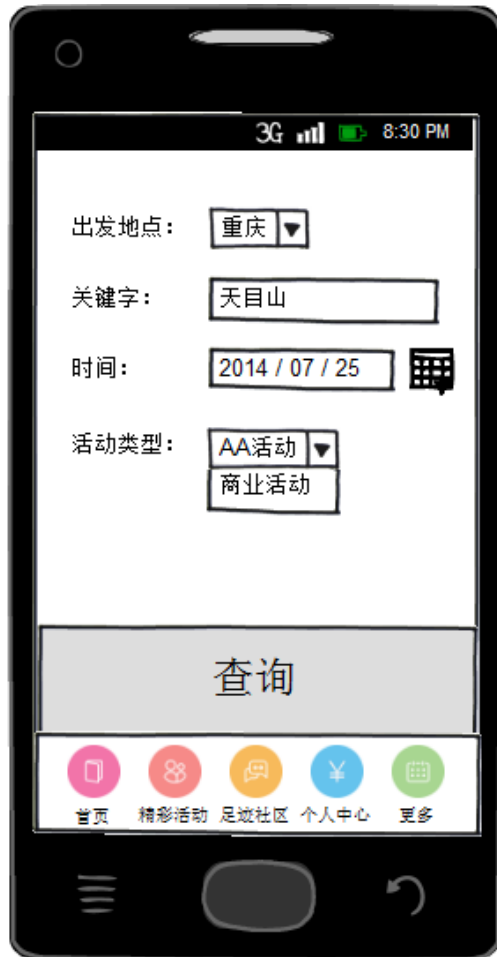 3G 8:30 PM
出发地点： 重庆
关键字： 天目山
时间： 2014 / 07 / 25
活动类型： AA活动
商业活动
查询
首页 精彩活动 足迹社区 个人中心 更多